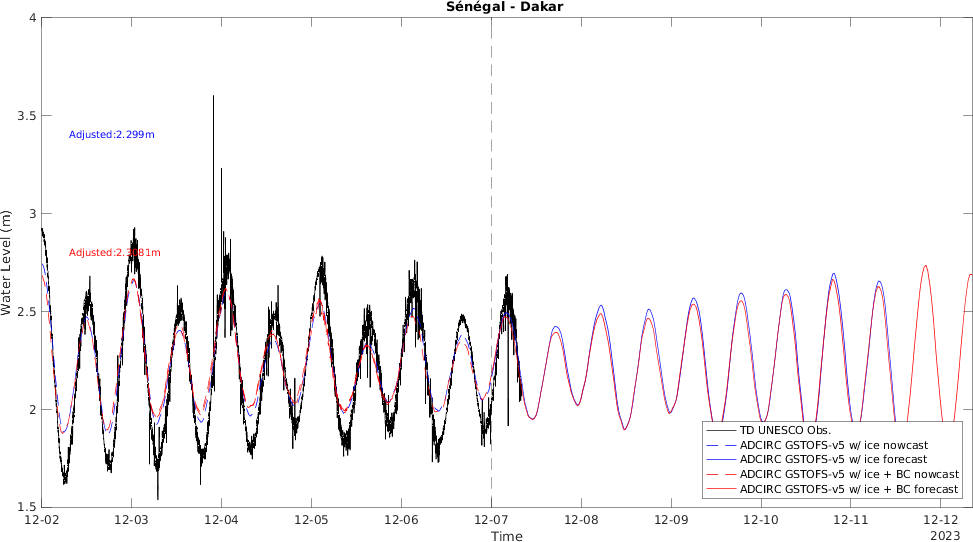 Sénégal - Dakar
4
3.5
3
2.5
2
1.5
Water Level (m)
Adjusted:2.299m
Adjusted:2.3081m
TD UNESCO Obs.
ADCIRC GSTOFS-v5 w/ ice nowcast
ADCIRC GSTOFS-v5 w/ ice forecast
ADCIRC GSTOFS-v5 w/ ice + BC nowcast
ADCIRC GSTOFS-v5 w/ ice + BC forecast
12-02 12-03 12-04 12-05 12-06 12-07 12-08 12-09 12-10 12-11 12-12
Time
2023